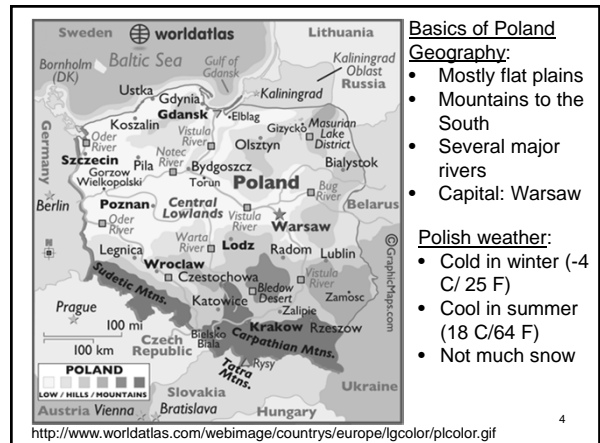 Sweden
worldatlas
Lithuania
Baltic Sea
Bornholm
(DK)
Gulf of
Gdansk
Kaliningrad
Oblast
Russia
Ustka
Gdynia
Kaliningrad
Gdansk
Elblag
Koszalin
Gizycko
Masurian
Lake
District
Oder
River
Vistula
River
Olsztyn
Szczecin
Notec
River
Bialystok
Pila
Bydgoszcz
Gorzow
Wielkopolski
Torun
Poland
Bug
River
Germany
Berlin
Poznan
Central
Lowlands
Vistula
River
Belarus
Warsaw
Oder
River
Warta
River
Lodz
Radom
Lublin
Legnica
Wroclaw
Sudetic Mtns.
Czestochowa
Bledow
Desert
Vistula
River
Zamosc
Prague
Katowice
Zalipie
100 mi
100 km
Czech
Republic
Bielsko
Biala
Krakow
Rzeszow
Carpathian Mtns.
Tatra
Mtns.
Rysy
N
POLAND
LOW / HILLS / MOUNTAINS
Slovakia
Ukraine
Austria
Vienna
Bratislava
Hungary
©GraphicMaps.com
http://www.worldatlas.com/webimage/countrys/europe/lgcolor/plcolor.gif
Basics of Poland
Geography:
• Mostly flat plains
• Mountains to the
South
• Several major
rivers
• Capital: Warsaw
Polish weather:
• Cold in winter (-4
C/ 25 F)
• Cool in summer
(18 C/64 F)
• Not much snow
4